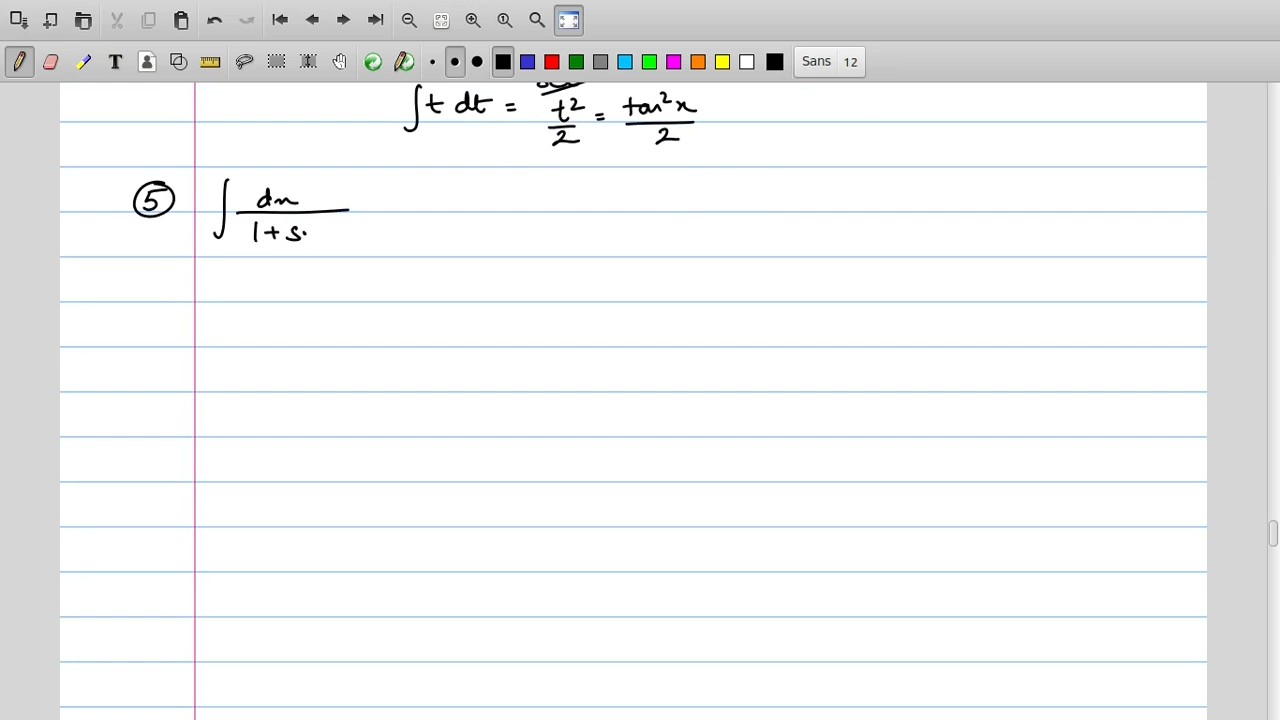 Sans 12
∫ t dt = t²/2 = tan²x/2
⑤ ∫ dx/(1+s